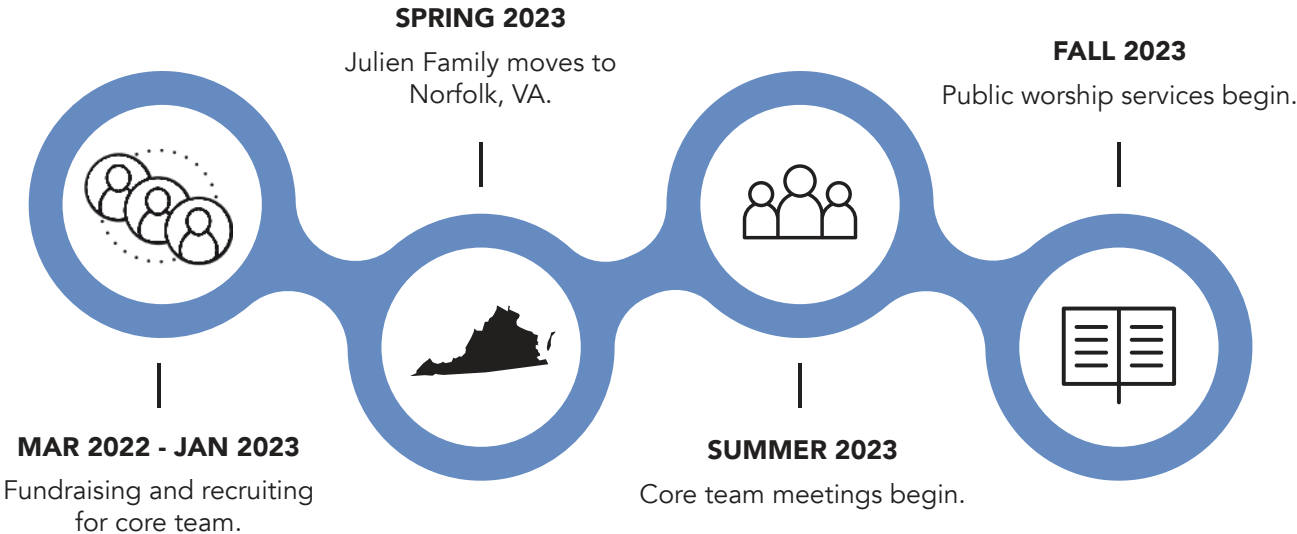 MAR 2022 - JAN 2023
Fundraising and recruiting
for core team.
SPRING 2023
Julien Family moves to
Norfolk, VA.
SUMMER 2023
Core team meetings begin.
FALL 2023
Public worship services begin.